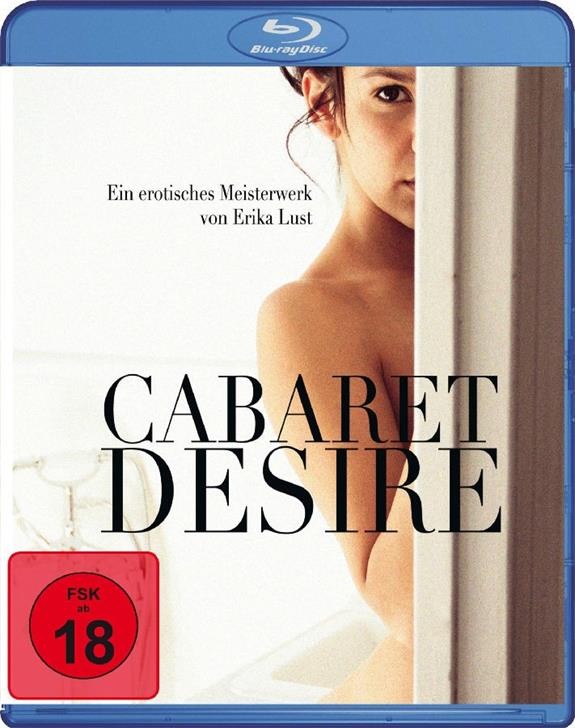 Blu-ray Disc
Ein erotisches Meisterwerk
von Erika Lust
CABARET
DESIRE
FSK
ab
18